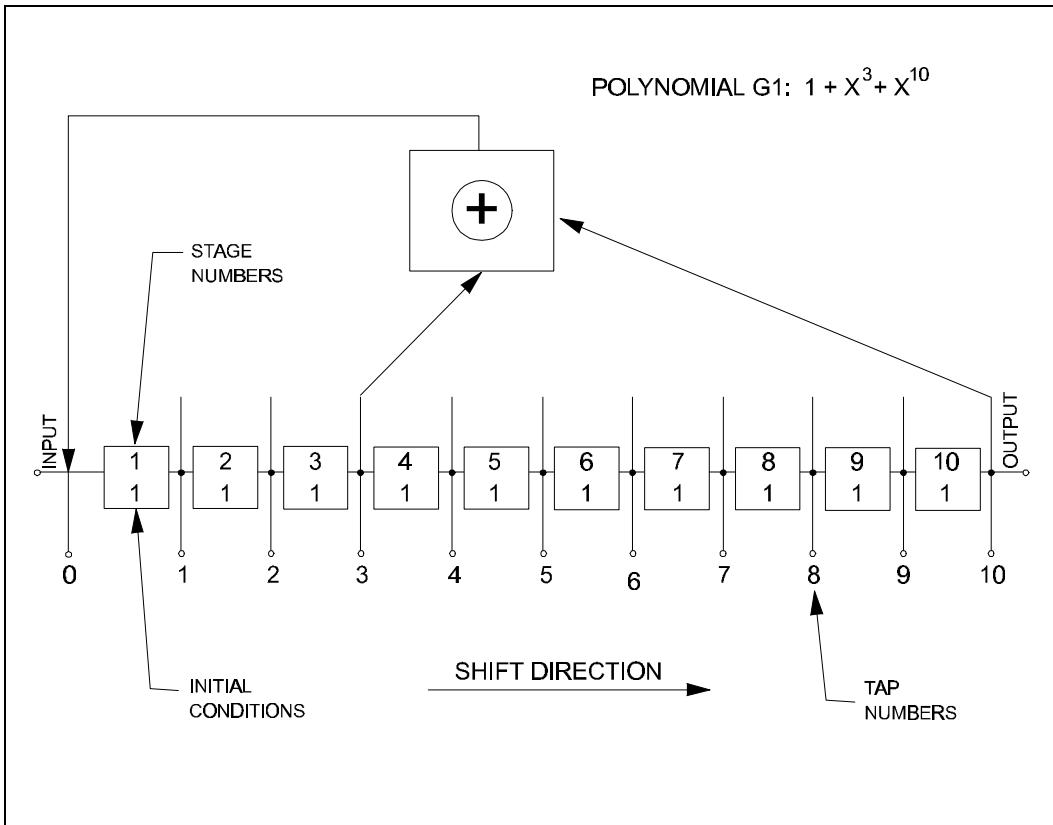 POLYNOMIAL G1: 1 + X³ + X¹⁰
+
STAGE
NUMBERS
INPUT
OUTPUT
1 2 3 4 5 6 7 8 9 10
1 1 1 1 1 1 1 1 1 1
0 1 2 3 4 5 6 7 8 9 10
SHIFT DIRECTION
INITIAL
CONDITIONS
TAP
NUMBERS